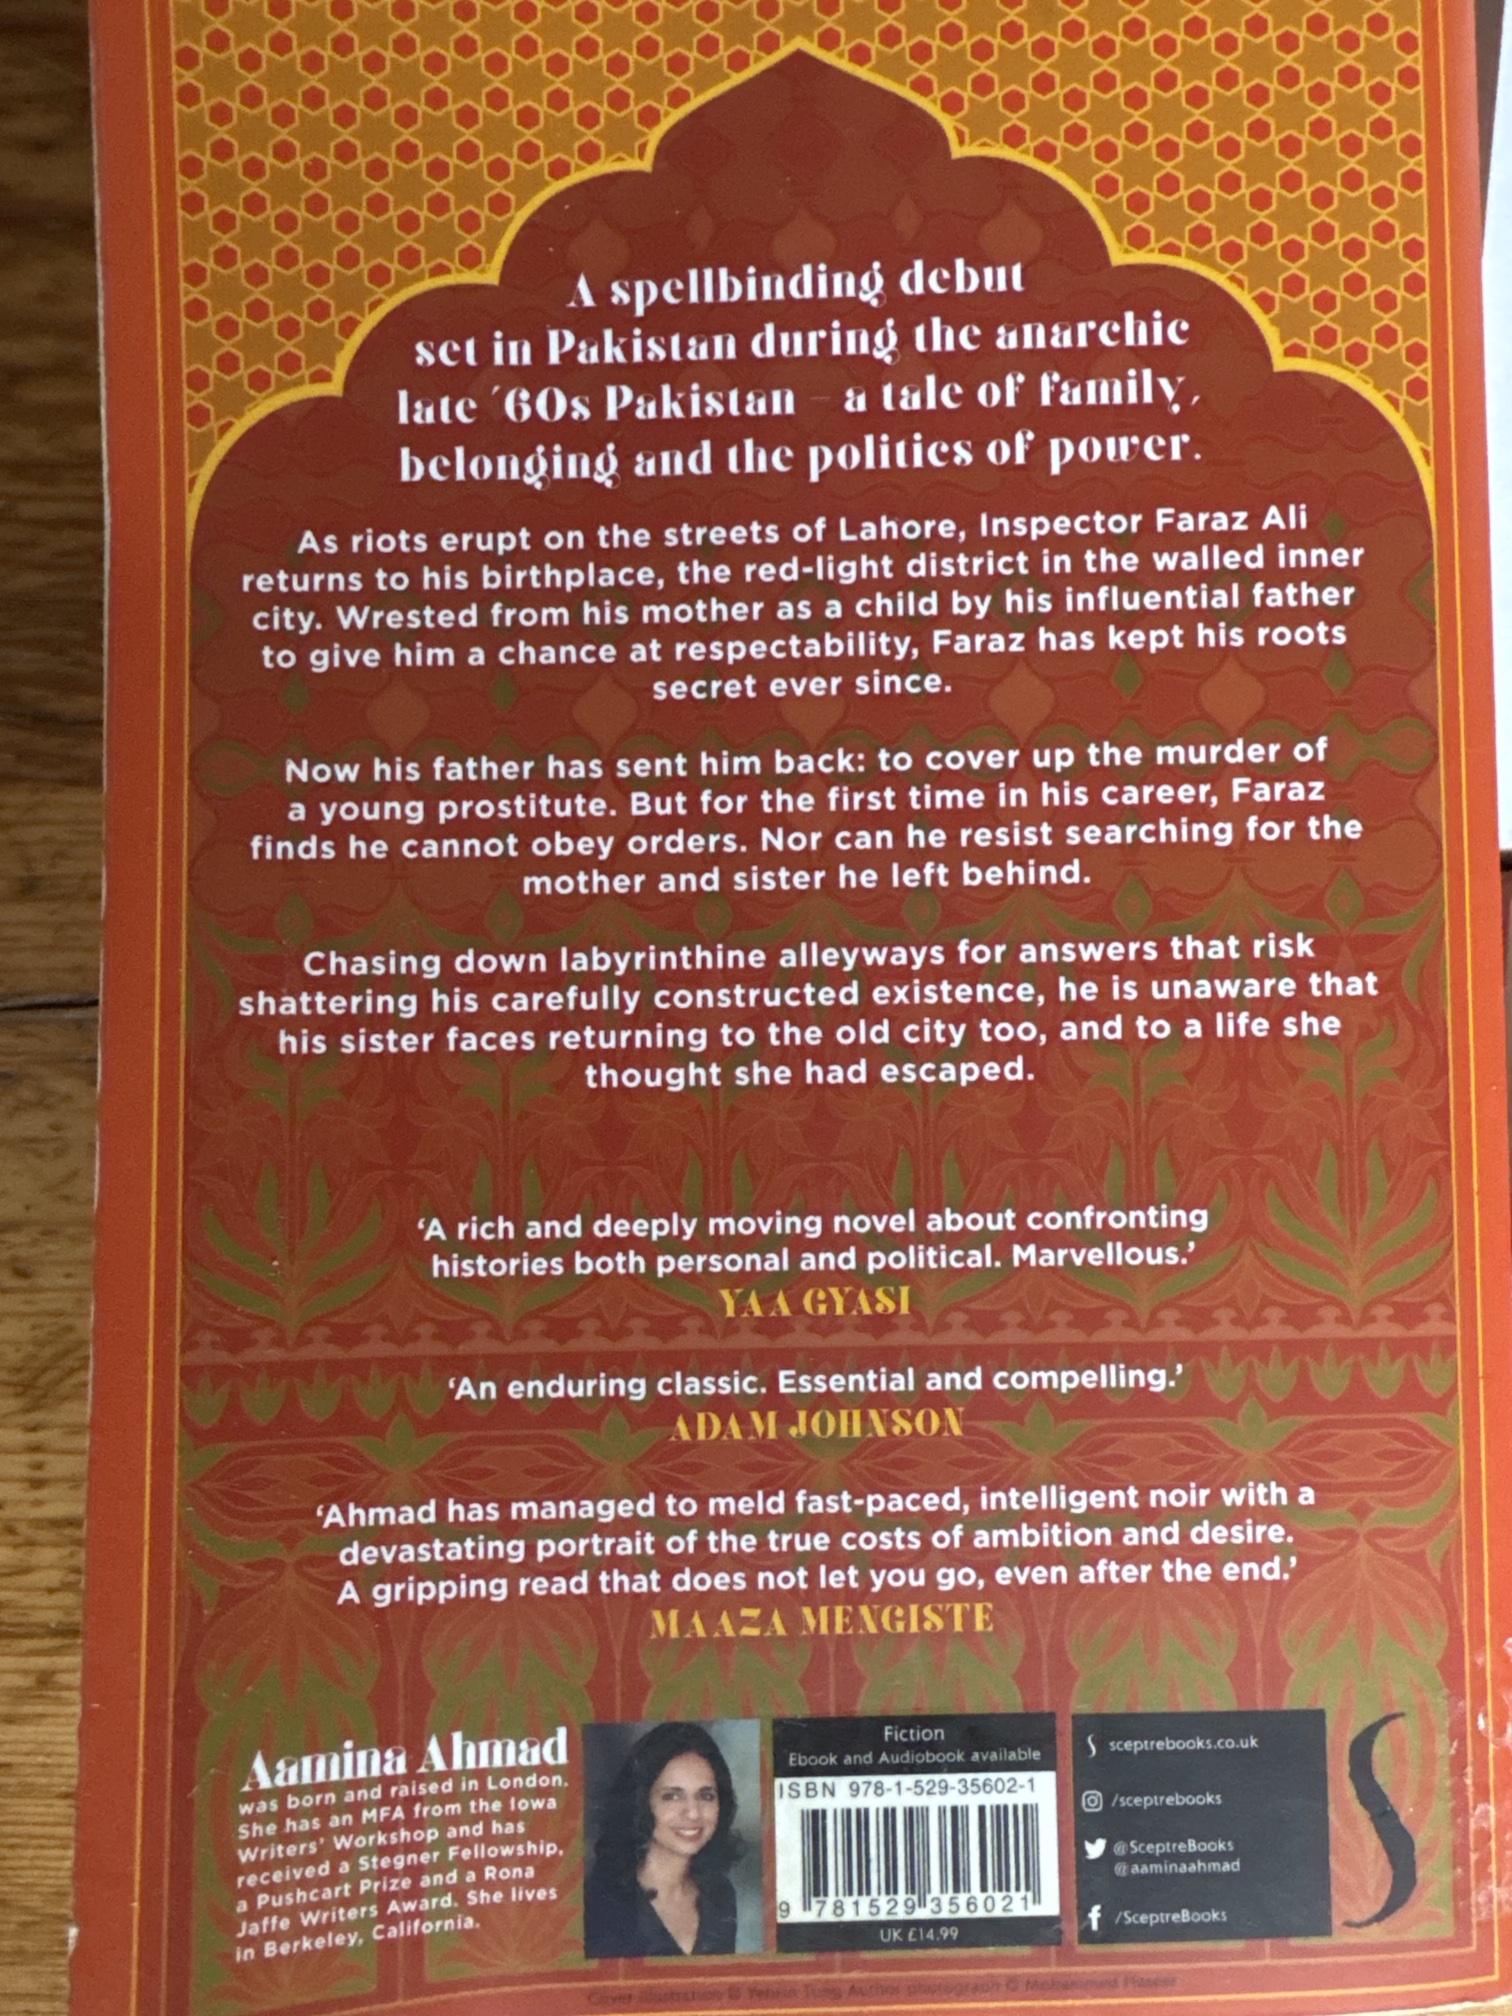 A spellbinding debut
set in Pakistan during the anarchic
late '60s Pakistan – a tale of family,
belonging and the politics of power.
As riots erupt on the streets of Lahore, Inspector Faraz Ali
returns to his birthplace, the red-light district in the walled inner
city. Wrested from his mother as a child by his influential father
to give him a chance at respectability, Faraz has kept his roots
secret ever since.
Now his father has sent him back: to cover up the murder of
a young prostitute. But for the first time in his career, Faraz
finds he cannot obey orders. Nor can he resist searching for the
mother and sister he left behind.
Chasing down labyrinthine alleyways for answers that risk
shattering his carefully constructed existence, he is unaware that
his sister faces returning to the old city too, and to a life she
thought she had escaped.
‘A rich and deeply moving novel about confronting
histories both personal and political. Marvellous.’
YAA GYASI
‘An enduring classic. Essential and compelling.’
ADAM JOHNSON
‘Ahmad has managed to meld fast-paced, intelligent noir with a
devastating portrait of the true costs of ambition and desire.
A gripping read that does not let you go, even after the end.’
MAAZA MENGISTE
Aamina Ahmad
was born and raised in London.
She has an MFA from the Iowa
Writers’ Workshop and has
received a Stegner Fellowship,
a Pushcart Prize and a Rona
Jaffe Writers Award. She lives
in Berkeley, California.
Fiction
Ebook and Audiobook available
ISBN 978-1-529-35602-1
9 781529 356021
UK £14.99
sceptrebooks.co.uk
/sceptrebooks
@SceptreBooks
@aaminaahmad
/SceptreBooks
Cover illustration © Author photograph © Mohammed